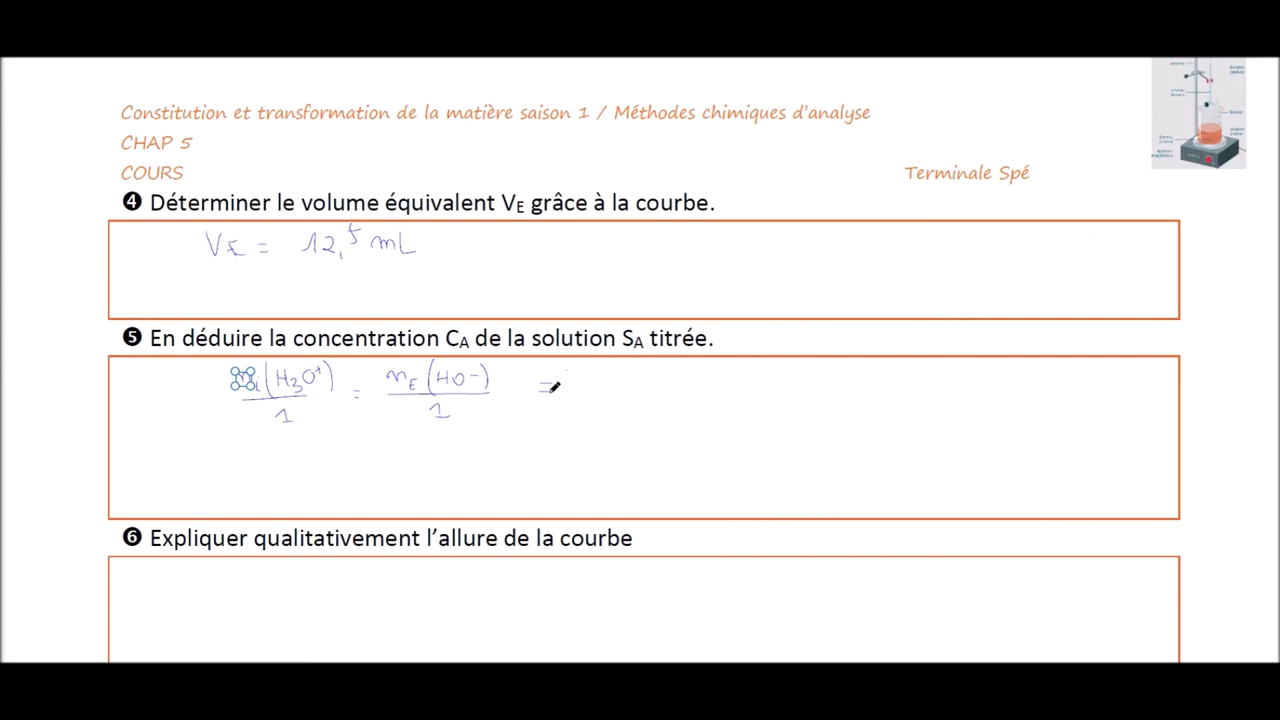 Constitution et transformation de la matière saison 1 / Méthodes chimiques d'analyse
CHAP 5
COURS
Terminale Spé
❹ Déterminer le volume équivalent VE grâce à la courbe.
VE = 12,5 mL
❺ En déduire la concentration CA de la solution SA titrée.
ni(H3O+)/1 = nE(HO-)/1 =
❻ Expliquer qualitativement l'allure de la courbe